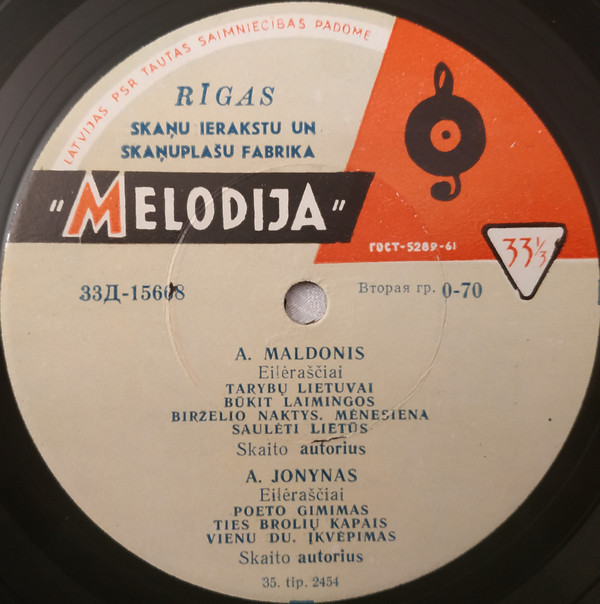 LATVIJAS PSR TAUTAS SAIMNIECĪBAS PADOME
RĪGAS
SKAŅU IERAKSTU UN
SKAŅUPLAŠU FABRIKA
"MELODIJA"
ГОСТ-5289-61
33⅓
33Д-15668
Вторая гр. 0-70
A. MALDONIS
Eilėraščiai
TARYBŲ LIETUVAI
BŪKIT LAIMINGOS
BIRŽELIO NAKTYS. MĖNESIENA
SAULĖTI LIETŪS
Skaito autorius
A. JONYNAS
Eilėraščiai
POETO GIMIMAS
TIES BROLIŲ KAPAIS
VIENU DU. ĮKVĖPIMAS
Skaito autorius
35. tip. 2454